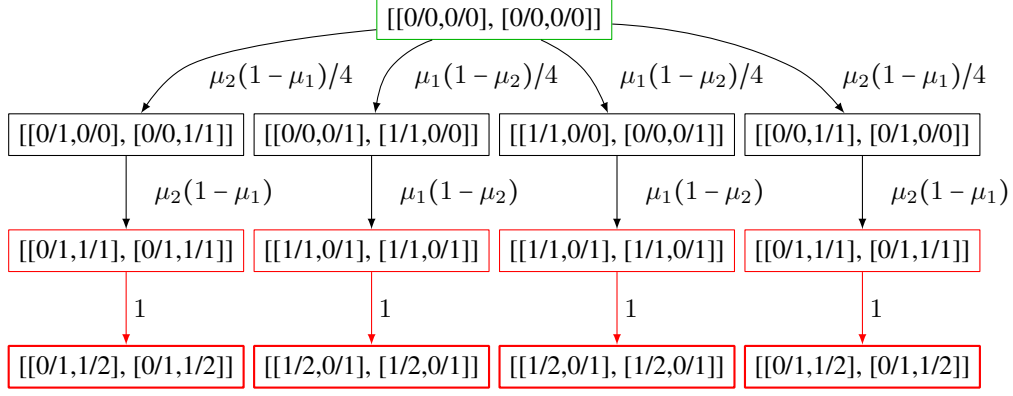 [[0/0,0/0], [0/0,0/0]]
μ₂(1−μ₁)/4 μ₁(1−μ₂)/4 μ₁(1−μ₂)/4 μ₂(1−μ₁)/4
[[0/1,0/0], [0/0,1/1]] [[0/0,0/1], [1/1,0/0]] [[1/1,0/0], [0/0,0/1]] [[0/0,1/1], [0/1,0/0]]
μ₂(1−μ₁) μ₁(1−μ₂) μ₁(1−μ₂) μ₂(1−μ₁)
[[0/1,1/1], [0/1,1/1]] [[1/1,0/1], [1/1,0/1]] [[1/1,0/1], [1/1,0/1]] [[0/1,1/1], [0/1,1/1]]
1 1 1 1
[[0/1,1/2], [0/1,1/2]] [[1/2,0/1], [1/2,0/1]] [[1/2,0/1], [1/2,0/1]] [[0/1,1/2], [0/1,1/2]]